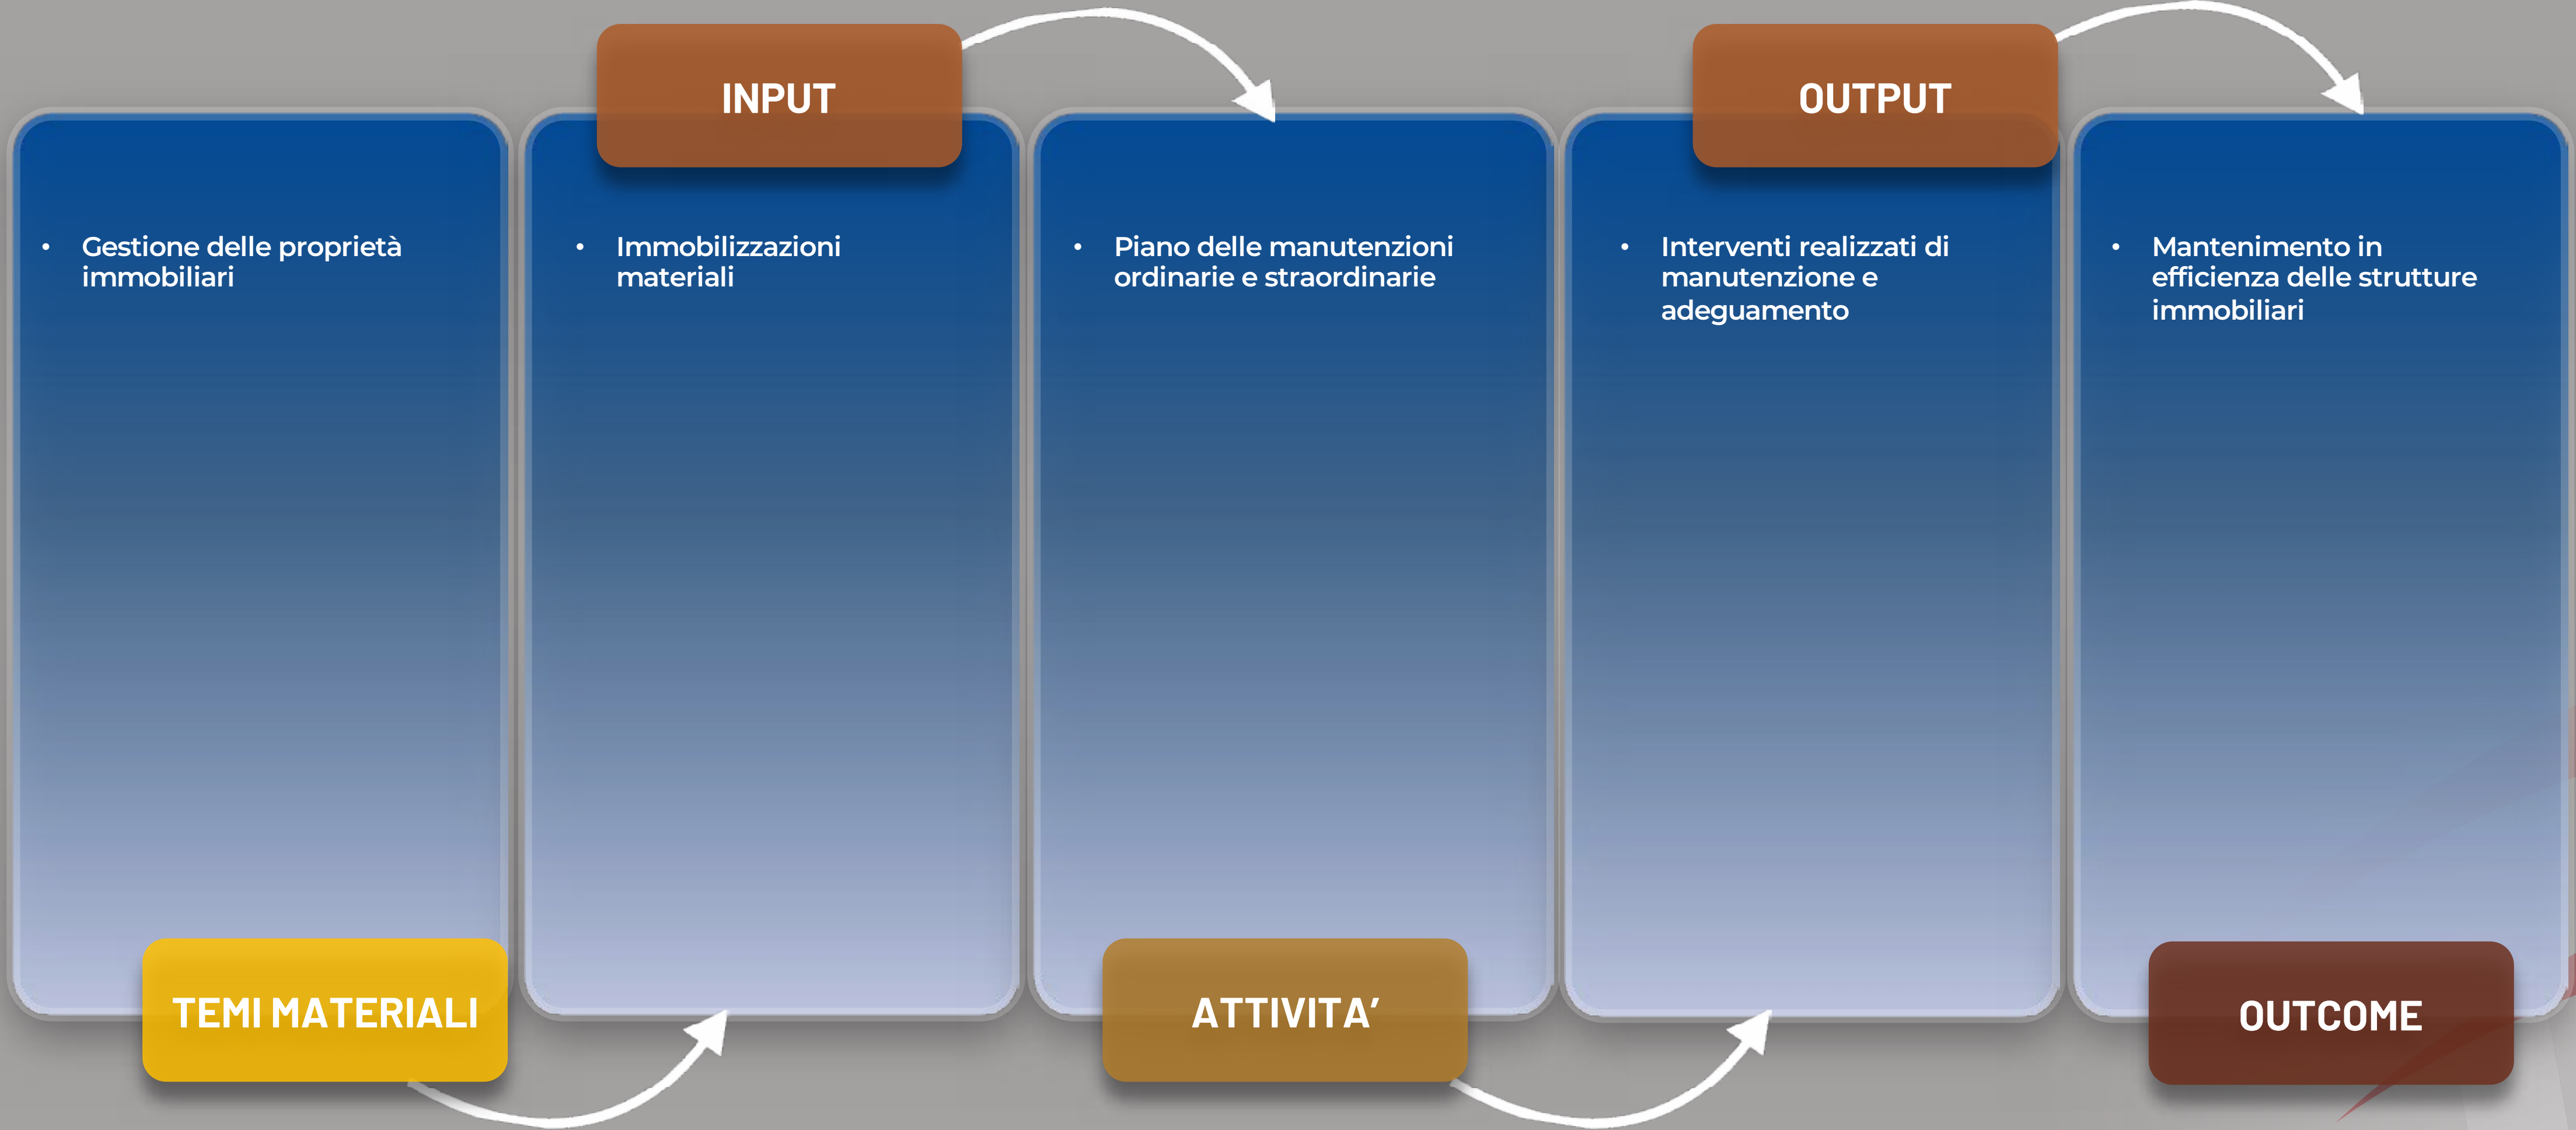 INPUT
OUTPUT
• Gestione delle proprietà
immobiliari
• Immobilizzazioni
materiali
• Piano delle manutenzioni
ordinarie e straordinarie
• Interventi realizzati di
manutenzione e
adeguamento
• Mantenimento in
efficienza delle strutture
immobiliari
TEMI MATERIALI
ATTIVITA’
OUTCOME